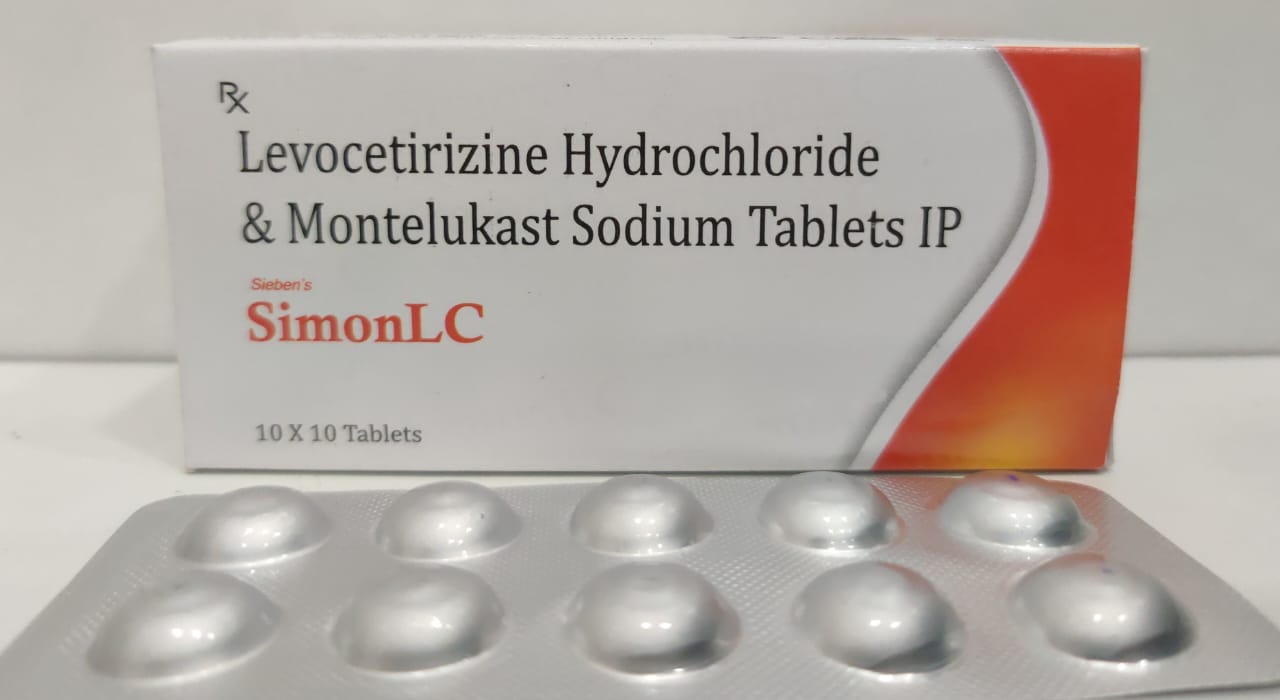 Rx
Levocetirizine Hydrochloride
& Montelukast Sodium Tablets IP
Sieben's
SimonLC
10 X 10 Tablets